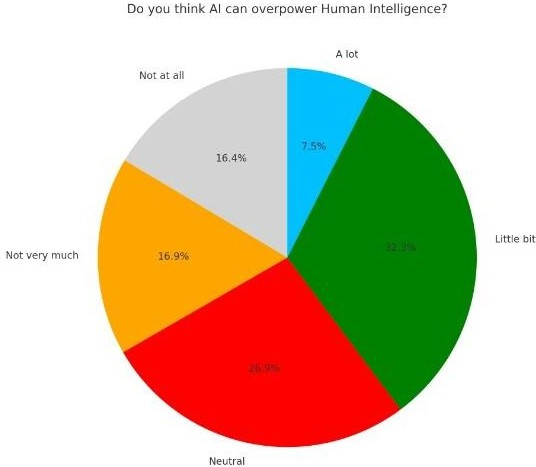 Do you think AI can overpower Human Intelligence?
A lot
Not at all
7.5%
16.4%
Little bit
32.3%
Not very much
16.9%
26.9%
Neutral